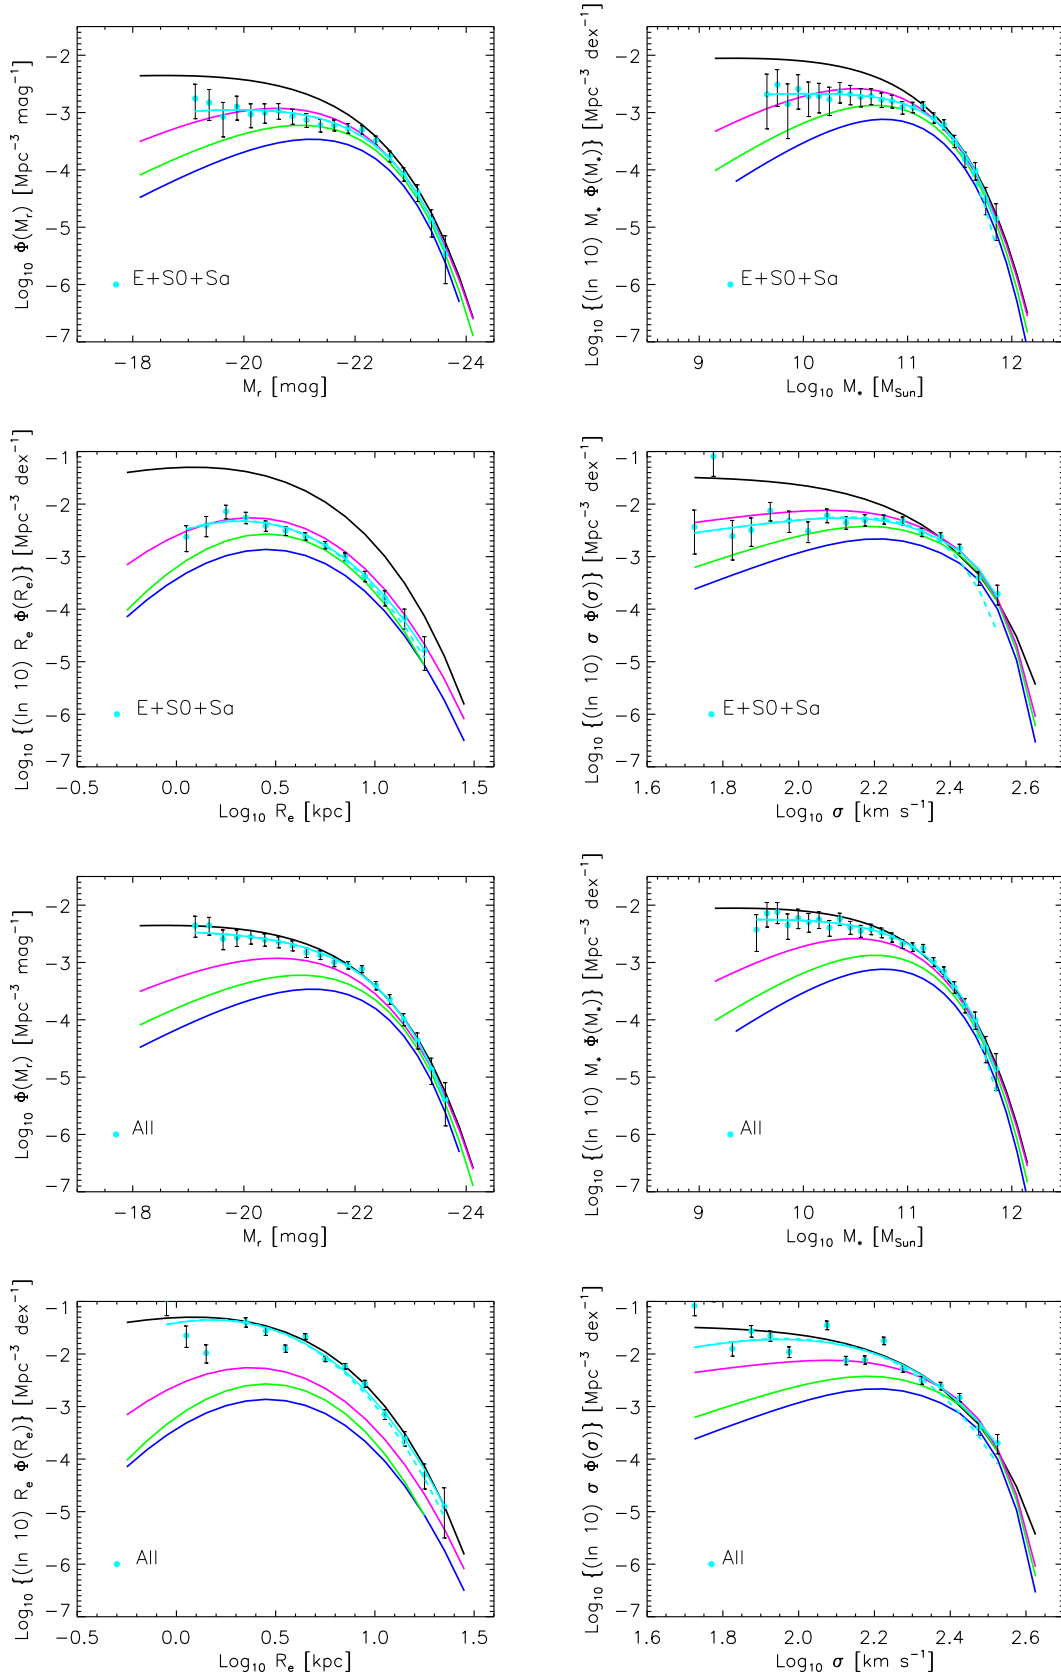 Log₁₀ Φ(Mᵣ) [Mpc⁻³ mag⁻¹]
−2
−3
−4
−5
−6
−7
E+S0+Sa
−18 −20 −22 −24
Mᵣ [mag]
Log₁₀ {(ln 10) M* Φ(M*)} [Mpc⁻³ dex⁻¹]
−2
−3
−4
−5
−6
−7
E+S0+Sa
9 10 11 12
Log₁₀ M* [M_Sun]
Log₁₀ {(ln 10) Rₑ Φ(Rₑ)} [Mpc⁻³ dex⁻¹]
−1
−2
−3
−4
−5
−6
−7
E+S0+Sa
−0.5 0.0 0.5 1.0 1.5
Log₁₀ Rₑ [kpc]
Log₁₀ {(ln 10) σ Φ(σ)} [Mpc⁻³ dex⁻¹]
−1
−2
−3
−4
−5
−6
−7
E+S0+Sa
1.6 1.8 2.0 2.2 2.4 2.6
Log₁₀ σ [km s⁻¹]
Log₁₀ Φ(Mᵣ) [Mpc⁻³ mag⁻¹]
−2
−3
−4
−5
−6
−7
All
−18 −20 −22 −24
Mᵣ [mag]
Log₁₀ {(ln 10) M* Φ(M*)} [Mpc⁻³ dex⁻¹]
−2
−3
−4
−5
−6
−7
All
9 10 11 12
Log₁₀ M* [M_Sun]
Log₁₀ {(ln 10) Rₑ Φ(Rₑ)} [Mpc⁻³ dex⁻¹]
−1
−2
−3
−4
−5
−6
−7
All
−0.5 0.0 0.5 1.0 1.5
Log₁₀ Rₑ [kpc]
Log₁₀ {(ln 10) σ Φ(σ)} [Mpc⁻³ dex⁻¹]
−1
−2
−3
−4
−5
−6
−7
All
1.6 1.8 2.0 2.2 2.4 2.6
Log₁₀ σ [km s⁻¹]